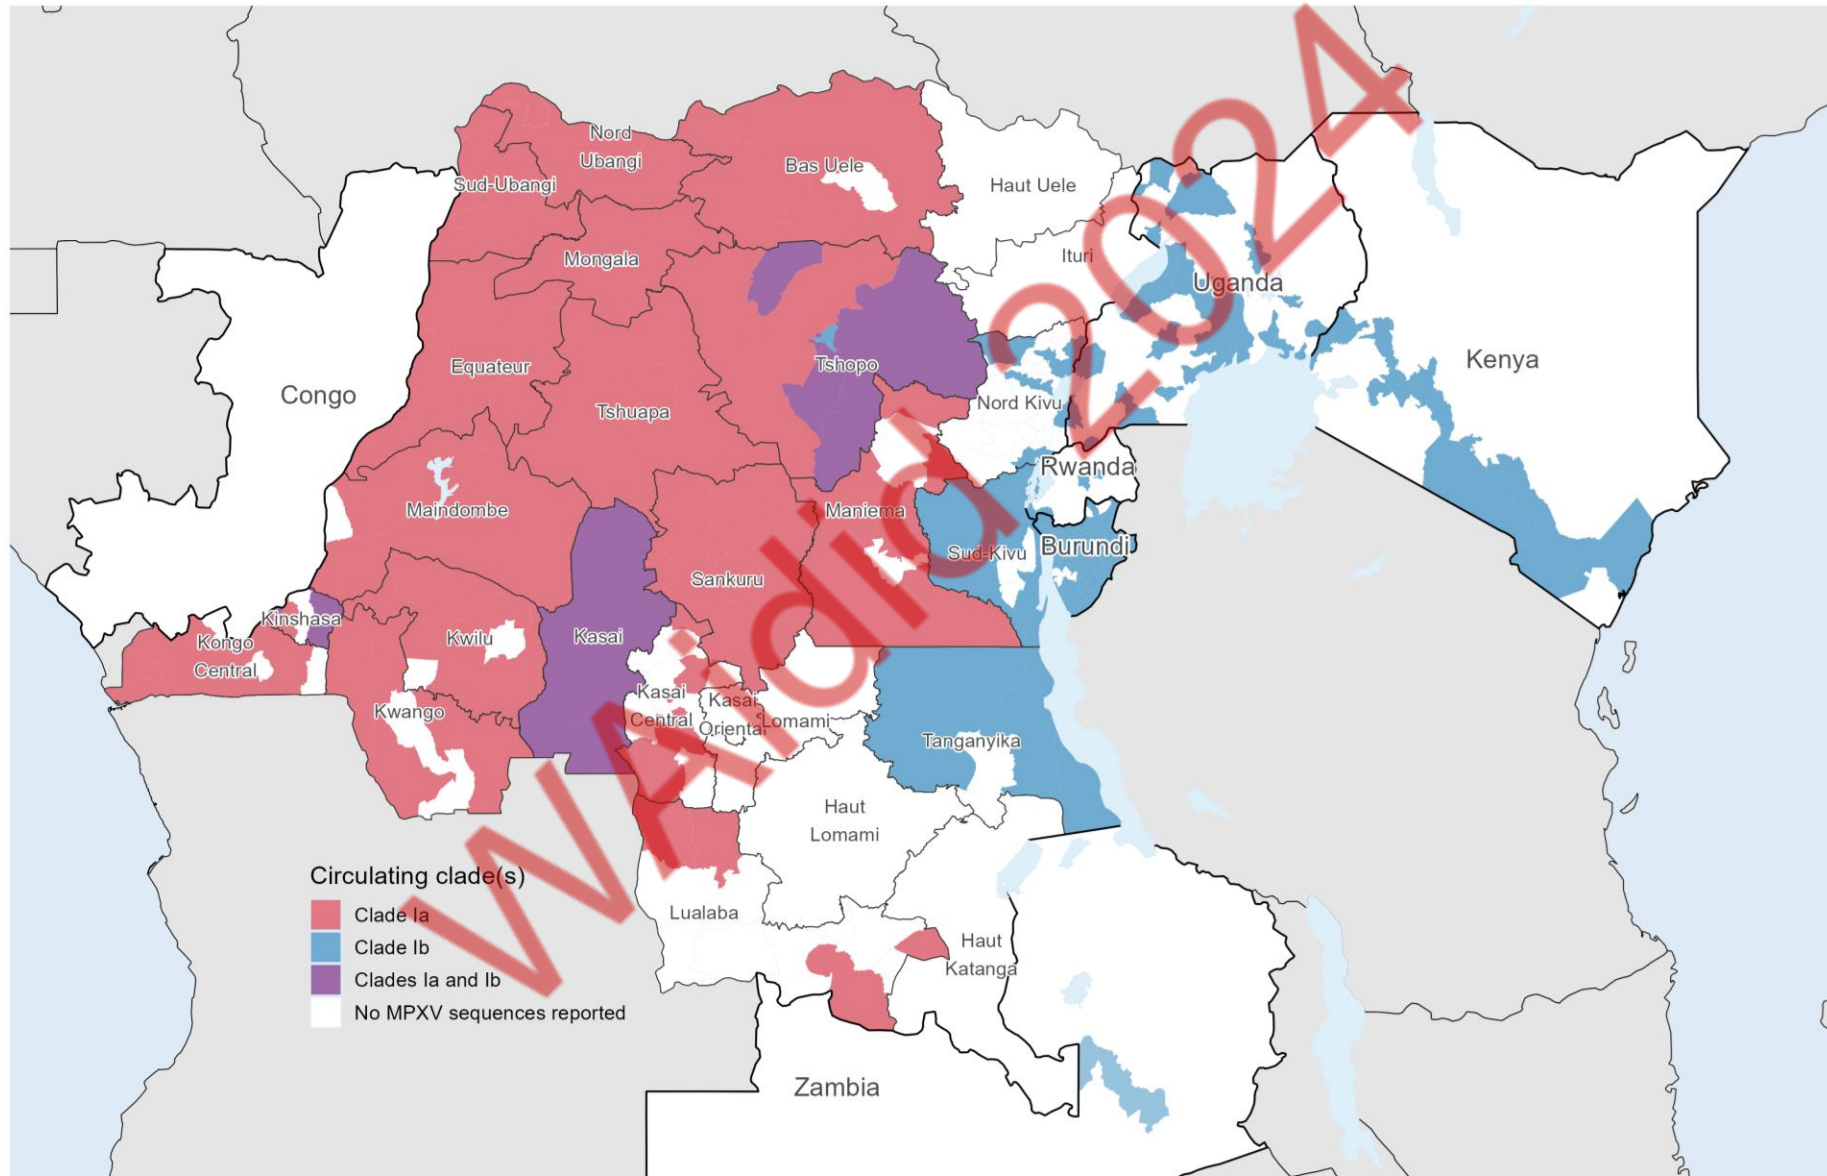 Nord
Ubangi
Sud-Ubangi
Bas Uele
Haut Uele
Mongala
Ituri
Uganda
Equateur
Tshuapa
Tshopo
Nord Kivu
Kenya
Congo
Rwanda
Maindombe
Maniema
Sud-Kivu
Burundi
Sankuru
Kinshasa
Kongo
Central
Kwilu
Kasai
Kasai
Central
Kasai
Oriental
Lomami
Kwango
Tanganyika
Haut
Lomami
Circulating clade(s)
Clade Ia
Clade Ib
Clades Ia and Ib
No MPXV sequences reported
Lualaba
Haut
Katanga
Zambia
WAidid 2024